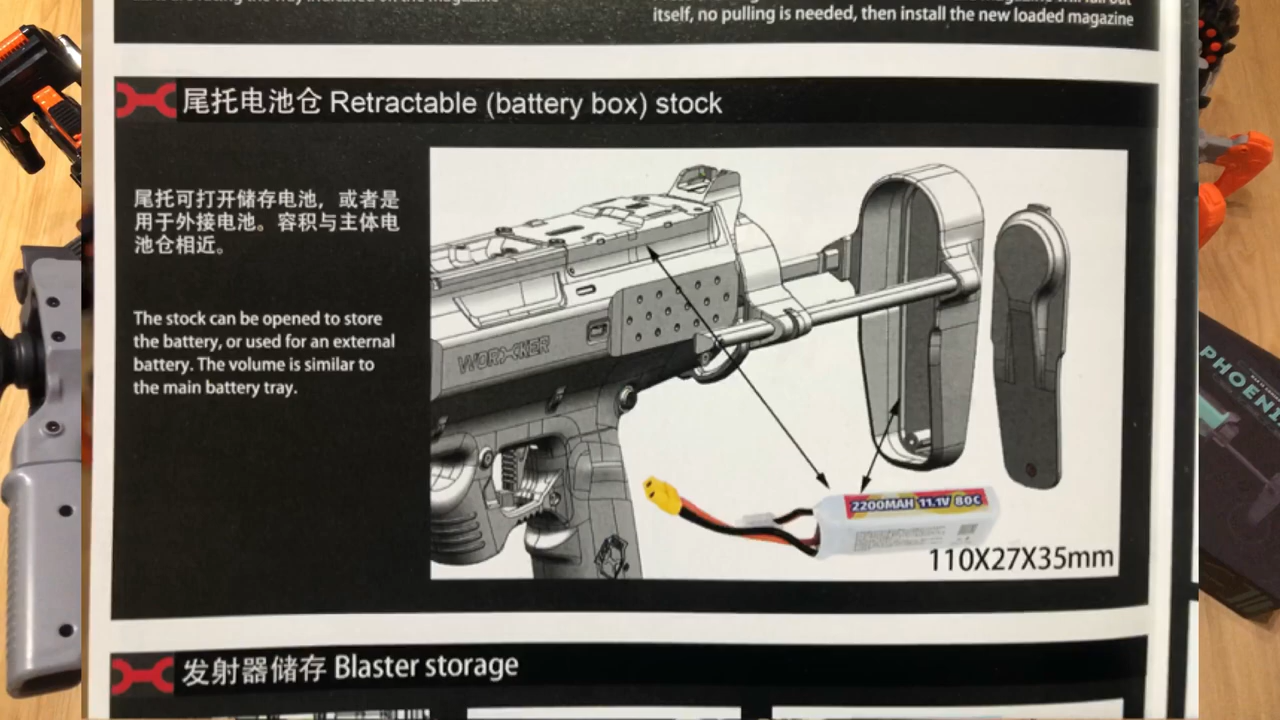 itself, no pulling is needed, then install the new loaded magazine
尾托电池仓 Retractable (battery box) stock
尾托可打开储存电池，或者是
用于外接电池。容积与主体电
池仓相近。
The stock can be opened to store
the battery, or used for an external
battery. The volume is similar to
the main battery tray.
WORKER
2200MAH 11.1V 80C
110X27X35mm
PHOENI
发射器储存 Blaster storage